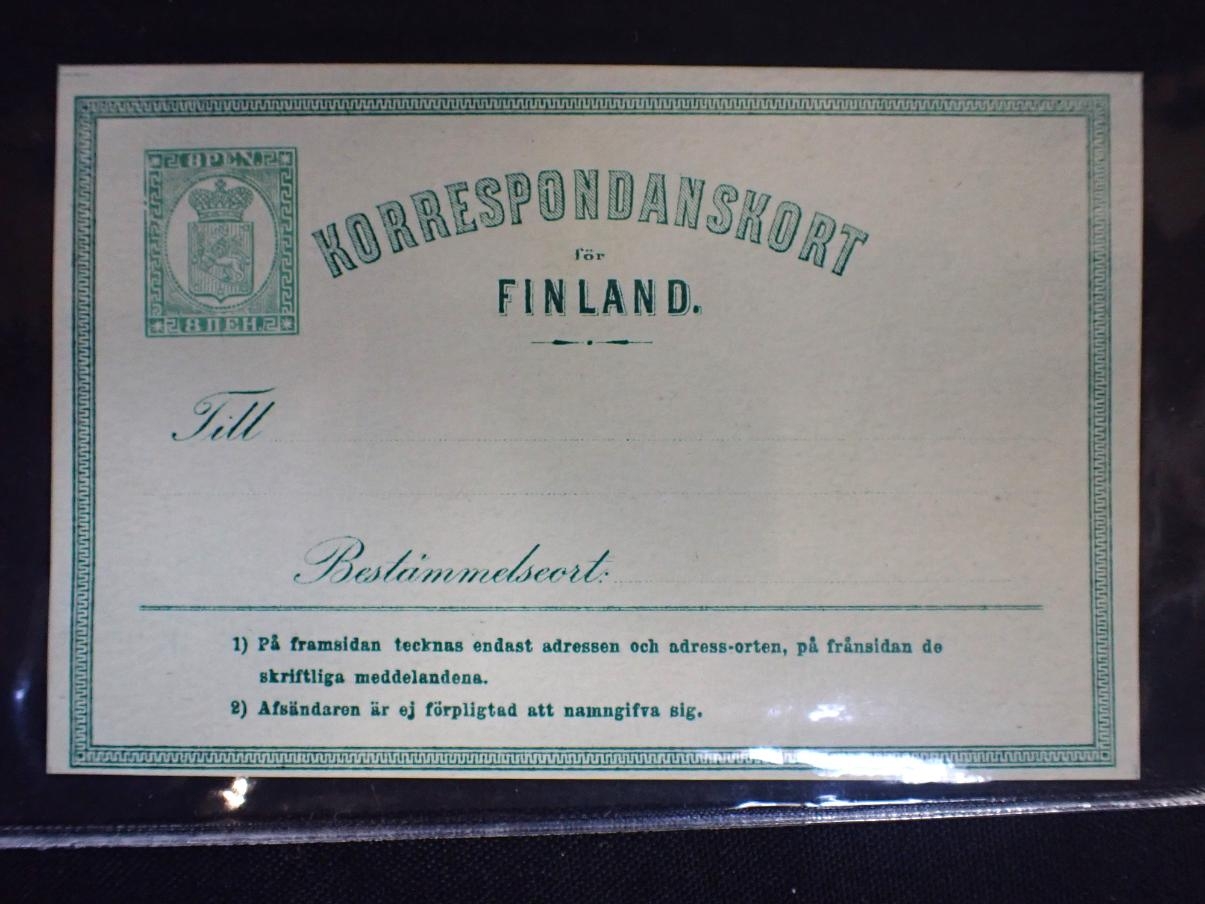 8 PEN.
8 ПЕН.
KORRESPONDANSKORT
för
FINLAND.
Till
Bestämmelseort:
1) På framsidan tecknas endast adressen och adress-orten, på frånsidan de
skriftliga meddelandena.
2) Afsändaren är ej förpligtad att namngifva sig.